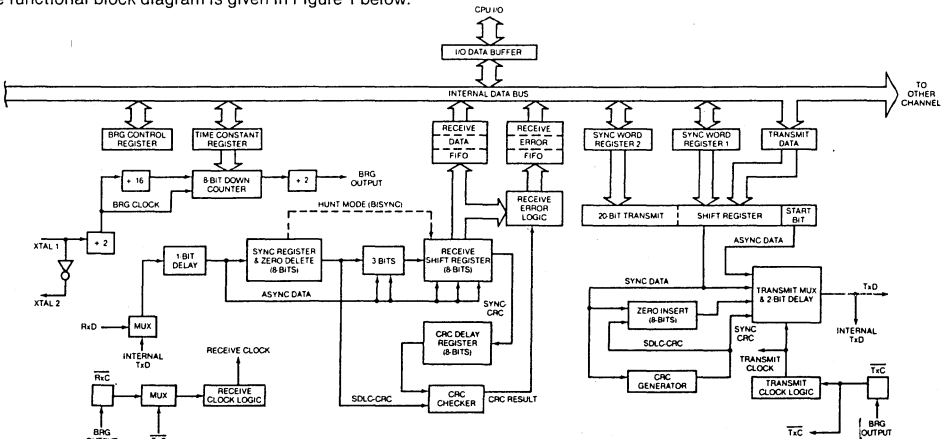 e functional block diagram is given in Figure 1 below.
CPU I/O
I/O DATA BUFFER
INTERNAL DATA BUS
TO
OTHER
CHANNEL
BRG CONTROL
REGISTER
TIME CONSTANT
REGISTER
RECEIVE
DATA
FIFO
RECEIVE
ERROR
FIFO
SYNC WORD
REGISTER 2
SYNC WORD
REGISTER 1
TRANSMIT
DATA
÷ 16
8-BIT DOWN
COUNTER
÷ 2
BRG
OUTPUT
BRG CLOCK
HUNT MODE (BISYNC)
RECEIVE
ERROR
LOGIC
20-BIT TRANSMIT
SHIFT REGISTER
START
BIT
XTAL 1
÷ 2
XTAL 2
1-BIT
DELAY
SYNC REGISTER
& ZERO DELETE
(8-BITS)
3 BITS
RECEIVE
SHIFT REGISTER
(8-BITS)
ASYNC DATA
ASYNC DATA
SYNC DATA
TRANSMIT MUX
& 2-BIT DELAY
TxD
ZERO INSERT
(8-BITS)
SYNC
CRC
SYNC
CRC
INTERNAL
TxD
RxD
MUX
INTERNAL
TxD
CRC DELAY
REGISTER
(8-BITS)
SDLC-CRC
TRANSMIT
CLOCK
RECEIVE CLOCK
CRC
GENERATOR
TRANSMIT
CLOCK LOGIC
TxC
RxC
MUX
RECEIVE
CLOCK LOGIC
SDLC-CRC
CRC
CHECKER
CRC RESULT
BRG
OUTPUT
TxC
BRG